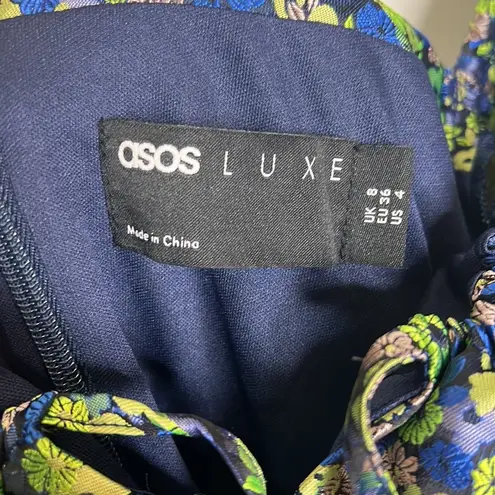 asos LUXE
Made in China
UK 8
EU 36
US 4